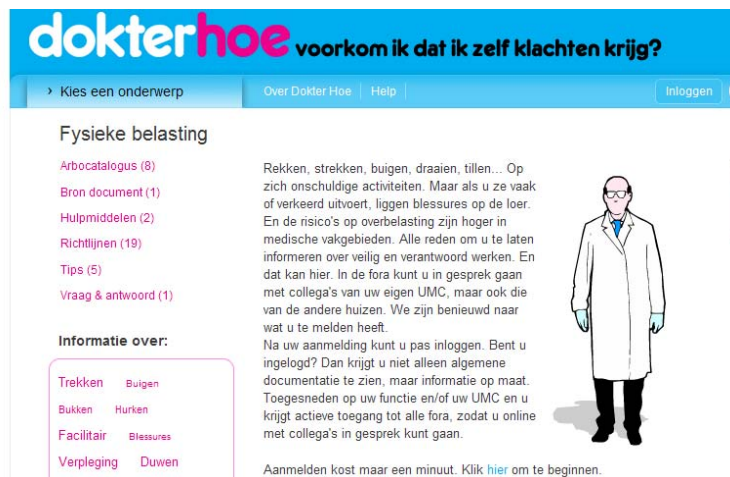 dokterhoe voorkom ik dat ik zelf klachten krijg?
› Kies een onderwerp
Over Dokter Hoe
Help
Inloggen
Fysieke belasting
Arbocatalogus (8)
Bron document (1)
Hulpmiddelen (2)
Richtlijnen (19)
Tips (5)
Vraag & antwoord (1)
Informatie over:
Trekken Buigen
Bukken Hurken
Facilitair Blessures
Verpleging Duwen
Rekken, strekken, buigen, draaien, tillen... Op
zich onschuldige activiteiten. Maar als u ze vaak
of verkeerd uitvoert, liggen blessures op de loer.
En de risico's op overbelasting zijn hoger in
medische vakgebieden. Alle reden om u te laten
informeren over veilig en verantwoord werken. En
dat kan hier. In de fora kunt u in gesprek gaan
met collega's van uw eigen UMC, maar ook die
van de andere huizen. We zijn benieuwd naar
wat u te melden heeft.
Na uw aanmelding kunt u pas inloggen. Bent u
ingelogd? Dan krijgt u niet alleen algemene
documentatie te zien, maar informatie op maat.
Toegesneden op uw functie en/of uw UMC en u
krijgt actieve toegang tot alle fora, zodat u online
met collega's in gesprek kunt gaan.
Aanmelden kost maar een minuut. Klik hier om te beginnen.